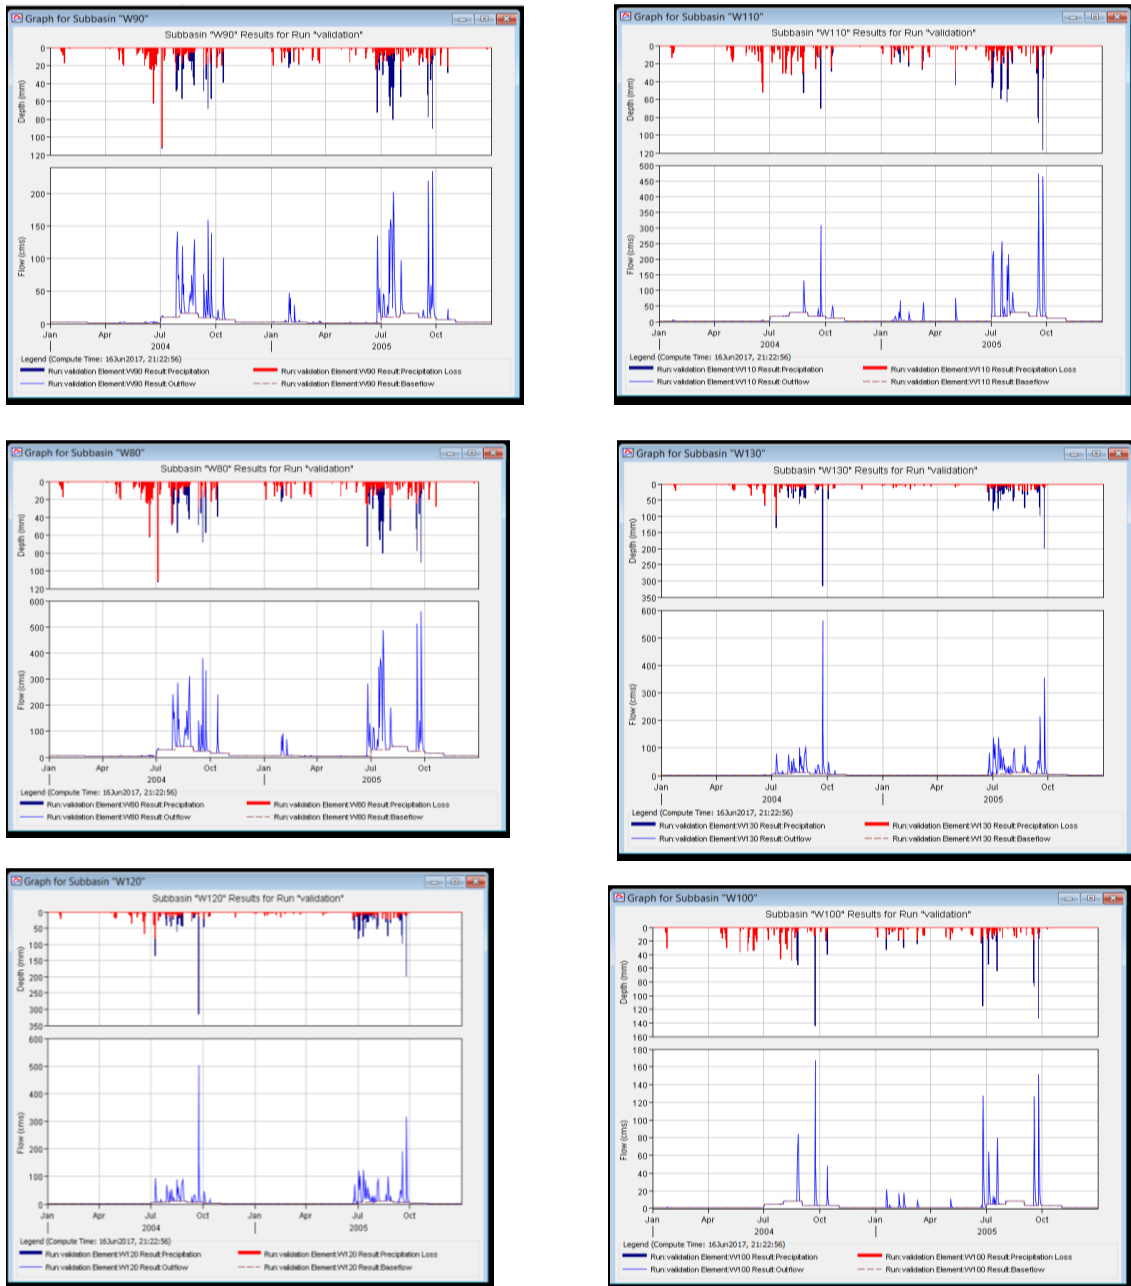 Graph for Subbasin "W90"
Subbasin "W90" Results for Run "validation"
Depth (mm)
0
20
40
60
80
100
120
Flow (cms)
200
150
100
50
0
Jan Apr Jul Oct Jan Apr Jul Oct
2004 2005
Legend (Compute Time: 16Jun2017, 21:22:56)
Run:validation Element:W90 Result:Precipitation Run:validation Element:W90 Result:Precipitation Loss
Run:validation Element:W90 Result:Outflow Run:validation Element:W90 Result:Baseflow
Graph for Subbasin "W110"
Subbasin "W110" Results for Run "validation"
Depth (mm)
0
20
40
60
80
100
120
Flow (cms)
500
450
400
350
300
250
200
150
100
50
0
Jan Apr Jul Oct Jan Apr Jul Oct
2004 2005
Legend (Compute Time: 16Jun2017, 21:22:56)
Run:validation Element:W110 Result:Precipitation Run:validation Element:W110 Result:Precipitation Loss
Run:validation Element:W110 Result:Outflow Run:validation Element:W110 Result:Baseflow
Graph for Subbasin "W80"
Subbasin "W80" Results for Run "validation"
Depth (mm)
0
20
40
60
80
100
120
Flow (cms)
600
500
400
300
200
100
0
Jan Apr Jul Oct Jan Apr Jul Oct
2004 2005
Legend (Compute Time: 16Jun2017, 21:22:56)
Run:validation Element:W80 Result:Precipitation Run:validation Element:W80 Result:Precipitation Loss
Run:validation Element:W80 Result:Outflow Run:validation Element:W80 Result:Baseflow
Graph for Subbasin "W130"
Subbasin "W130" Results for Run "validation"
Depth (mm)
0
50
100
150
200
250
300
350
Flow (cms)
600
500
400
300
200
100
0
Jan Apr Jul Oct Jan Apr Jul Oct
2004 2005
Legend (Compute Time: 16Jun2017, 21:22:56)
Run:validation Element:W130 Result:Precipitation Run:validation Element:W130 Result:Precipitation Loss
Run:validation Element:W130 Result:Outflow Run:validation Element:W130 Result:Baseflow
Graph for Subbasin "W120"
Subbasin "W120" Results for Run "validation"
Depth (mm)
0
50
100
150
200
250
300
350
Flow (cms)
600
500
400
300
200
100
0
Jan Apr Jul Oct Jan Apr Jul Oct
2004 2005
Legend (Compute Time: 16Jun2017, 21:22:56)
Run:validation Element:W120 Result:Precipitation Run:validation Element:W120 Result:Precipitation Loss
Run:validation Element:W120 Result:Outflow Run:validation Element:W120 Result:Baseflow
Graph for Subbasin "W100"
Subbasin "W100" Results for Run "validation"
Depth (mm)
0
20
40
60
80
100
120
140
160
Flow (cms)
180
160
140
120
100
80
60
40
20
0
Jan Apr Jul Oct Jan Apr Jul Oct
2004 2005
Legend (Compute Time: 16Jun2017, 21:22:56)
Run:validation Element:W100 Result:Precipitation Run:validation Element:W100 Result:Precipitation Loss
Run:validation Element:W100 Result:Outflow Run:validation Element:W100 Result:Baseflow